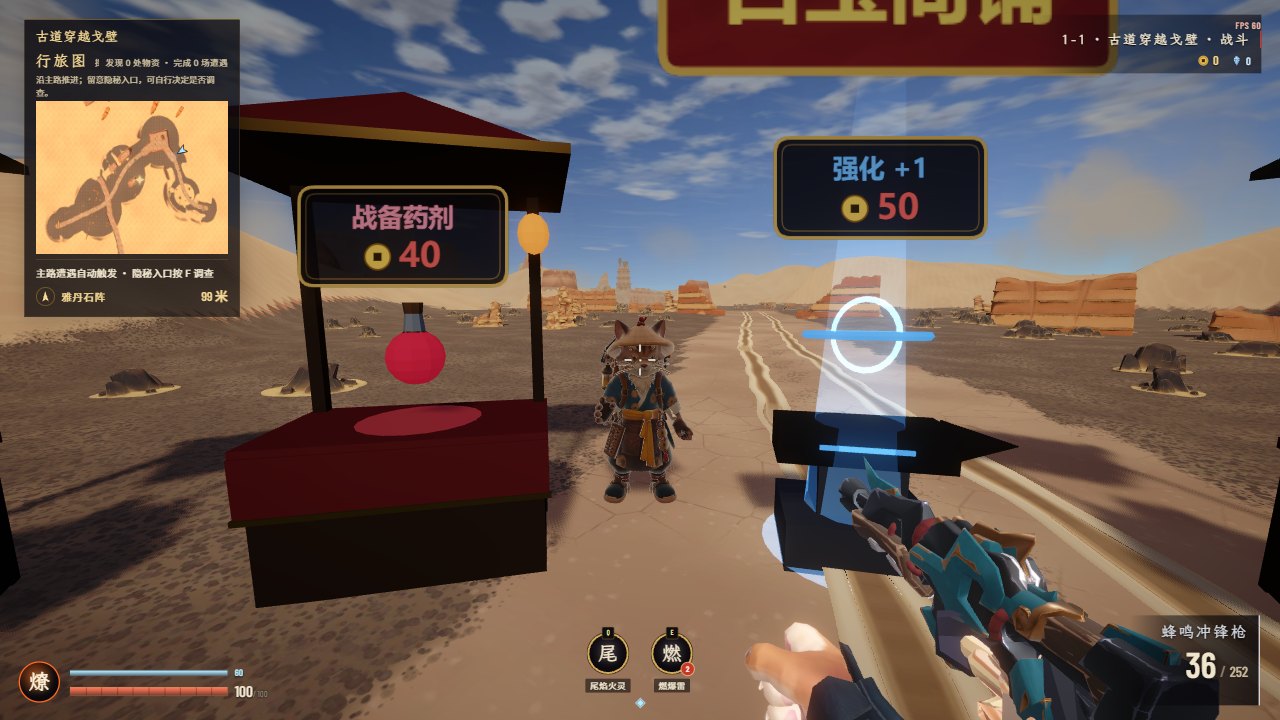 古道穿越戈壁
行旅图 发现 0 处物资 · 完成 0 场遭遇
沿主路推进；留意隐秘入口，可自行决定是否调
查。
主路遭遇自动触发 · 隐秘入口按 F 调查
雅丹石阵 99 米
FPS 60
1-1 · 古道穿越戈壁 · 战斗
0 0
战备药剂
40
强化 +1
50
燎
60
100/100
Q
尾
尾焰火灵
E
燃
2
燃爆雷
蜂鸣冲锋枪
36 / 252